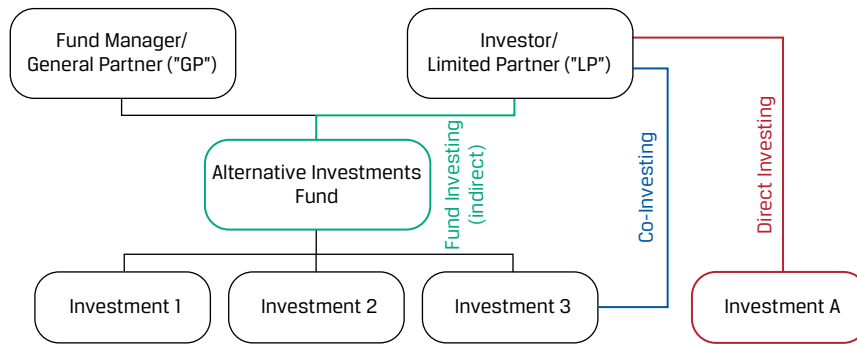 Fund Manager/
General Partner ("GP")
Investor/
Limited Partner ("LP")
Alternative Investments
Fund
Fund Investing
(indirect)
Co-Investing
Direct Investing
Investment 1
Investment 2
Investment 3
Investment A